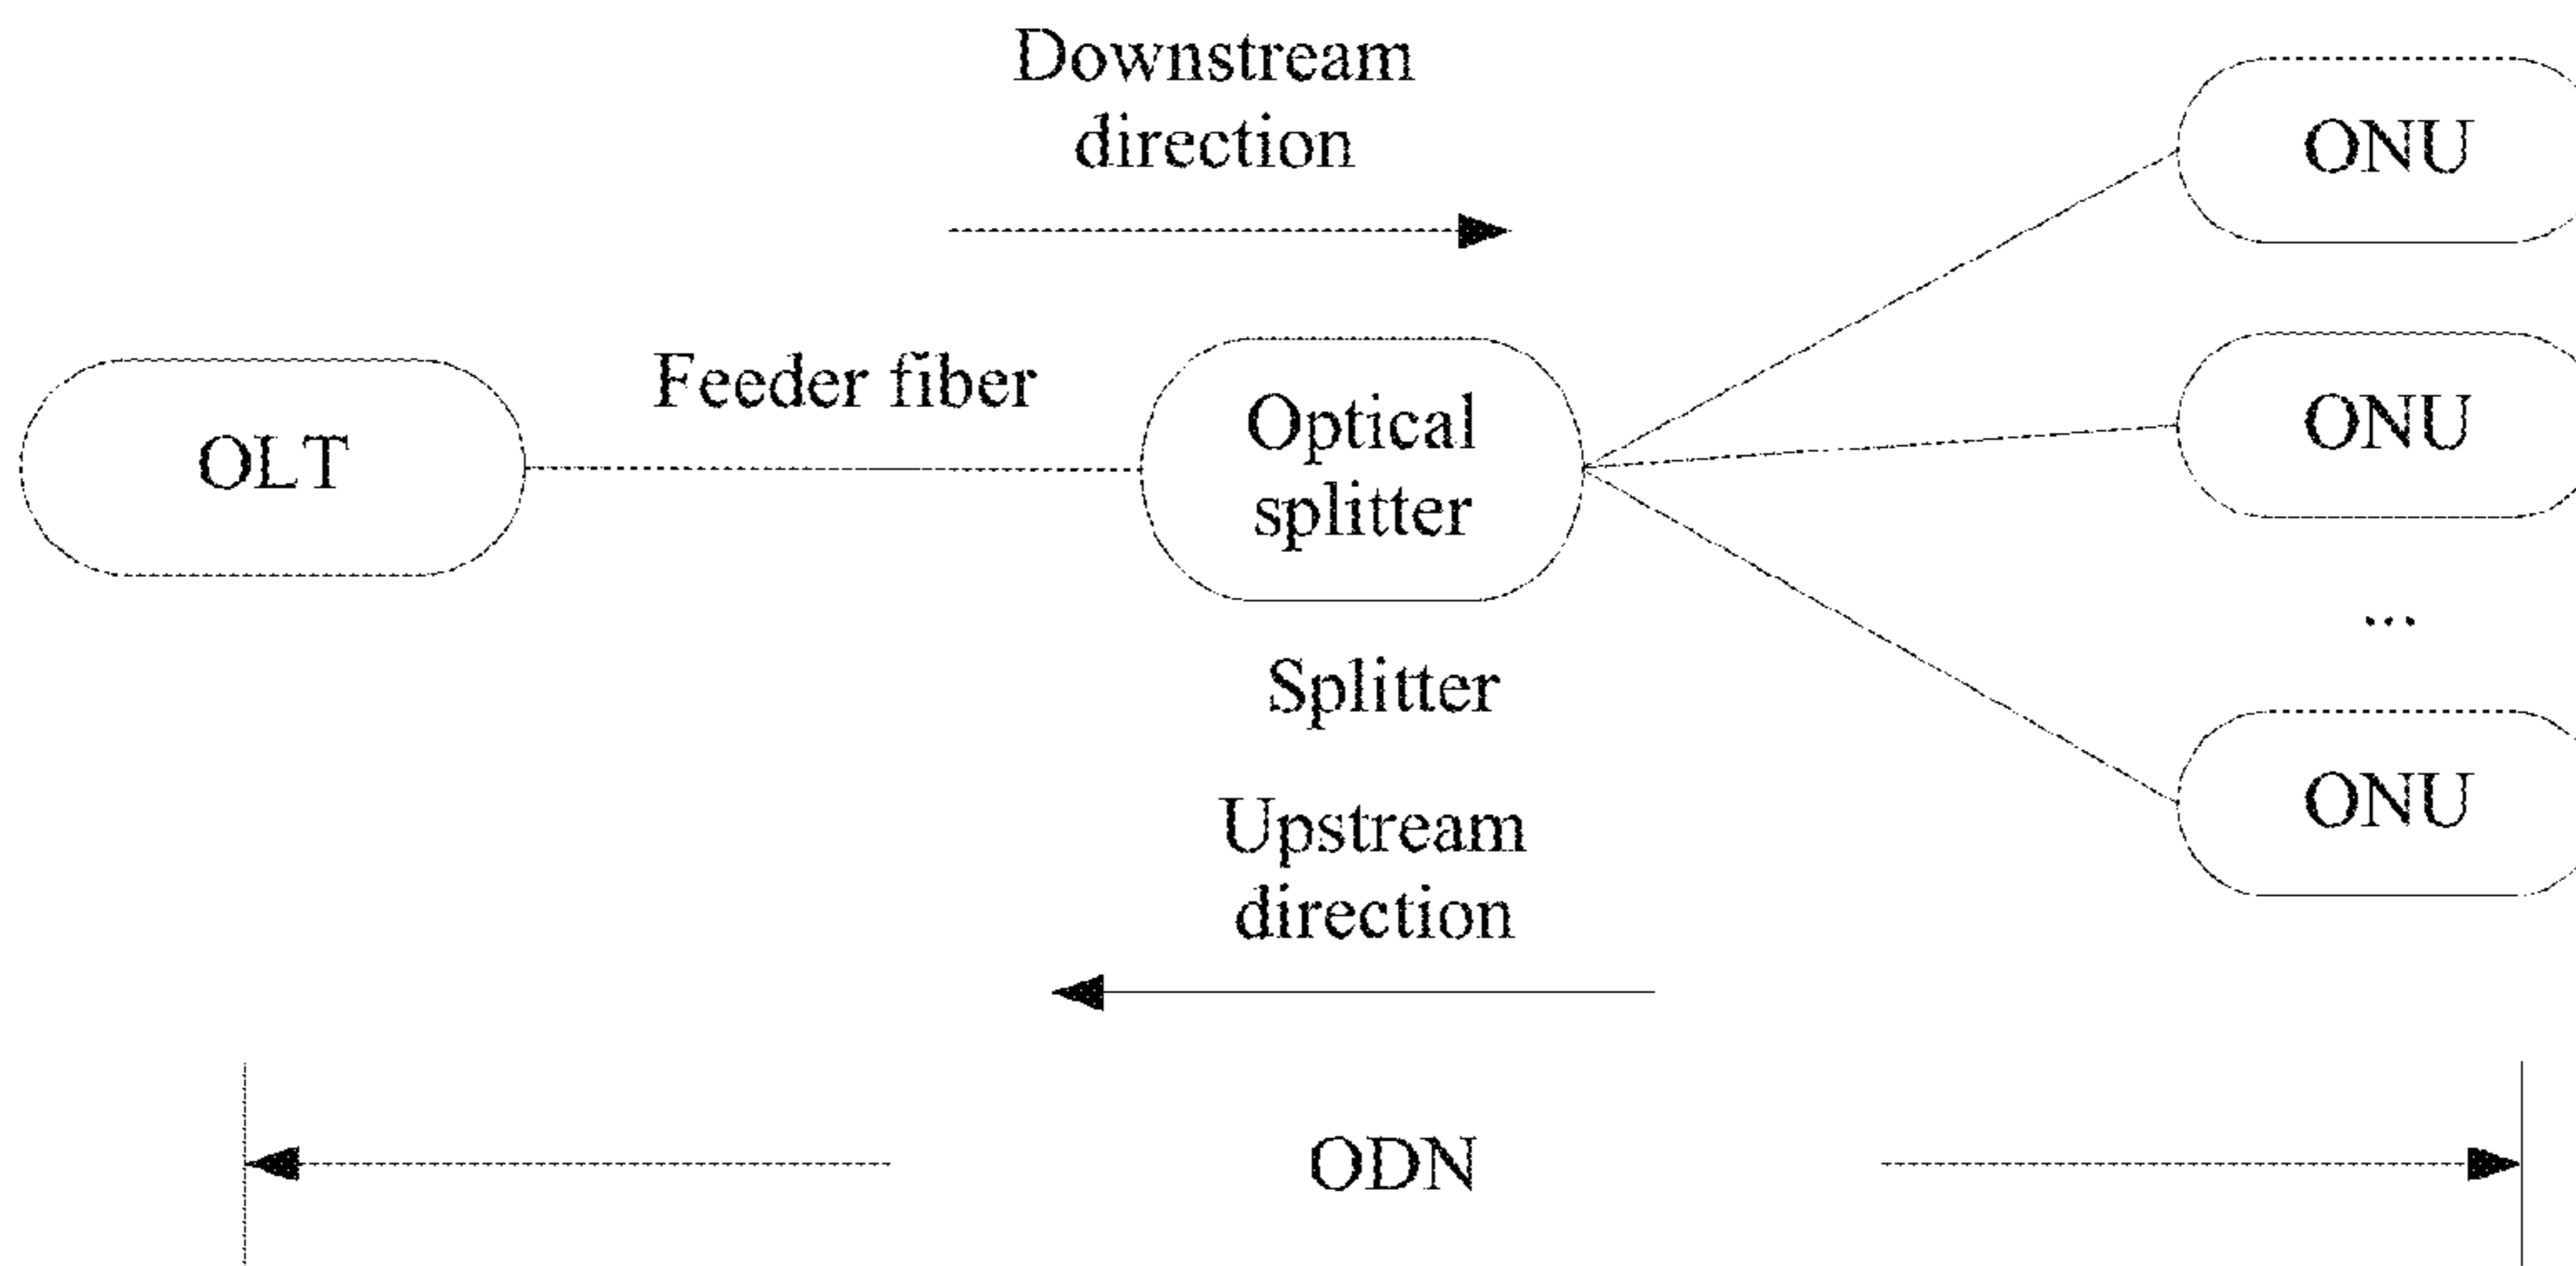 Downstream
direction
ONU
Feeder fiber
OLT
Optical
splitter
ONU
...
Splitter
Upstream
direction
ONU
ODN